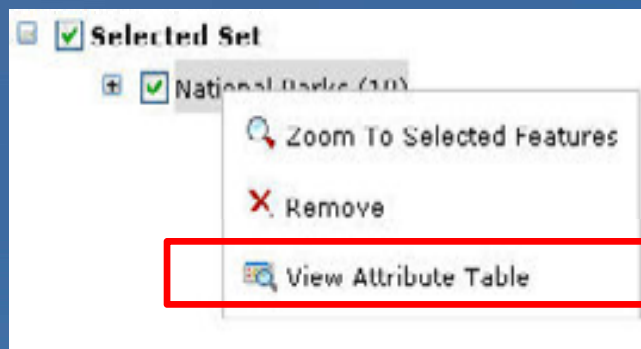 Selected Set
National Parks (10)
Zoom To Selected Features
Remove
View Attribute Table